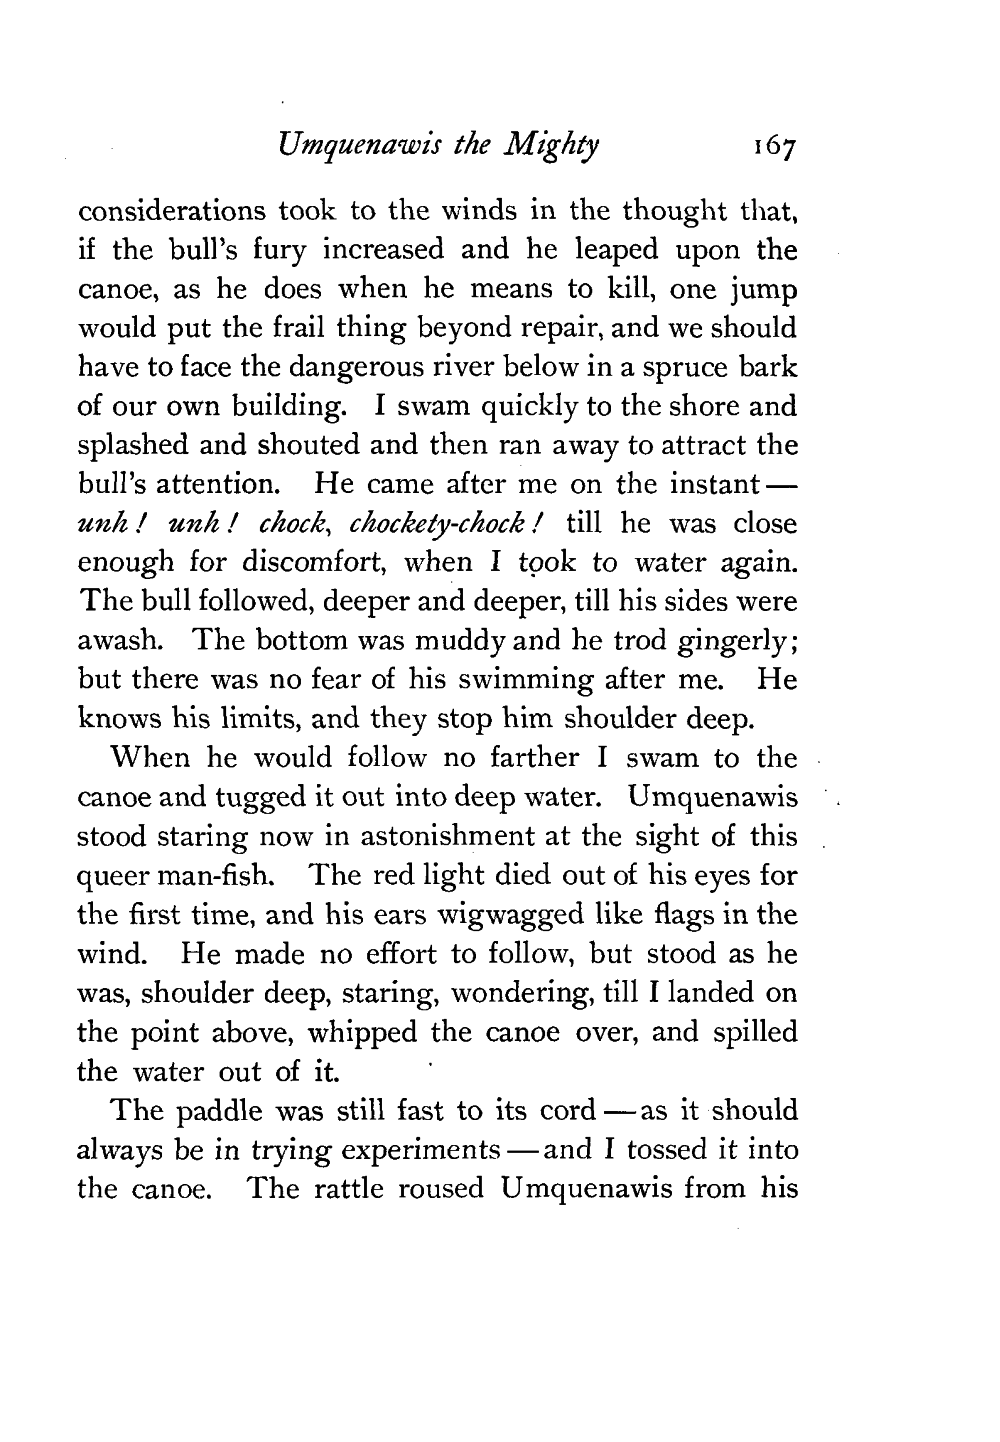 Umquenawis the Mighty 167
considerations took to the winds in the thought that,
if the bull's fury increased and he leaped upon the
canoe, as he does when he means to kill, one jump
would put the frail thing beyond repair, and we should
have to face the dangerous river below in a spruce bark
of our own building. I swam quickly to the shore and
splashed and shouted and then ran away to attract the
bull's attention. He came after me on the instant —
unh! unh! chock, chockety-chock! till he was close
enough for discomfort, when I took to water again.
The bull followed, deeper and deeper, till his sides were
awash. The bottom was muddy and he trod gingerly;
but there was no fear of his swimming after me. He
knows his limits, and they stop him shoulder deep.
When he would follow no farther I swam to the
canoe and tugged it out into deep water. Umquenawis
stood staring now in astonishment at the sight of this
queer man-fish. The red light died out of his eyes for
the first time, and his ears wigwagged like flags in the
wind. He made no effort to follow, but stood as he
was, shoulder deep, staring, wondering, till I landed on
the point above, whipped the canoe over, and spilled
the water out of it.
The paddle was still fast to its cord — as it should
always be in trying experiments — and I tossed it into
the canoe. The rattle roused Umquenawis from his